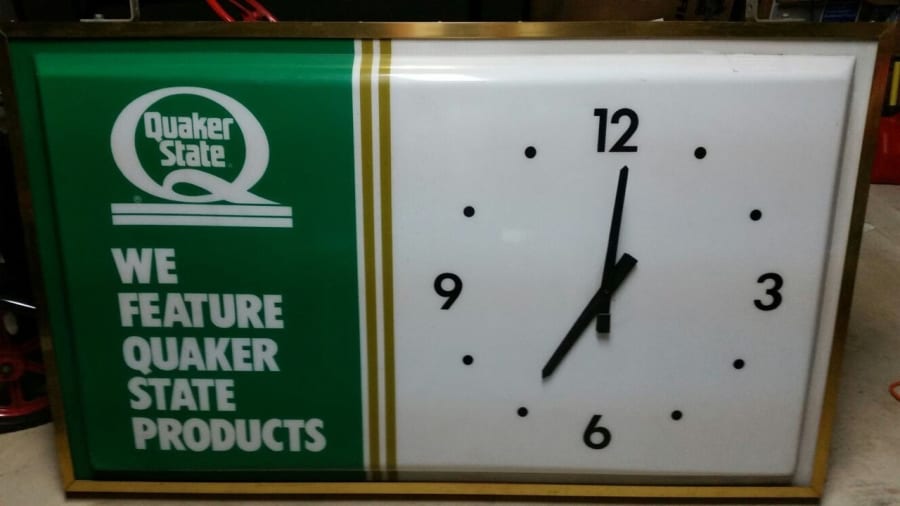 Quaker
State
WE
FEATURE
QUAKER
STATE
PRODUCTS
12
9
3
6